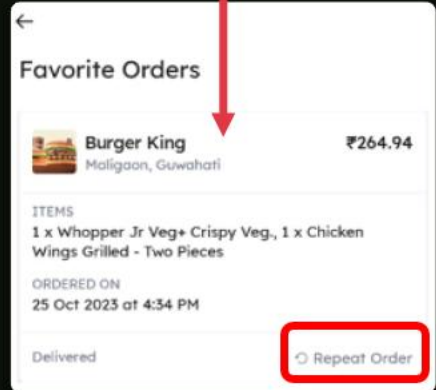 Favorite Orders
Burger King ₹264.94
Maligaon, Guwahati
ITEMS
1 x Whopper Jr Veg+ Crispy Veg., 1 x Chicken
Wings Grilled - Two Pieces
ORDERED ON
25 Oct 2023 at 4:34 PM
Delivered Repeat Order